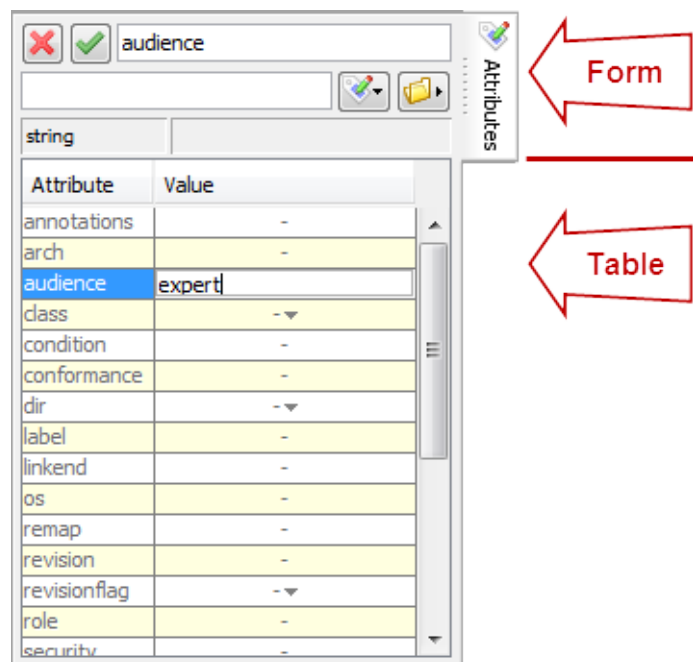 audience
Attributes
Form
string
Attribute Value
annotations -
arch -
Table
audience expert
class -
condition -
conformance -
dir -
label -
linkend -
os -
remap -
revision -
revisionflag -
role -
security -